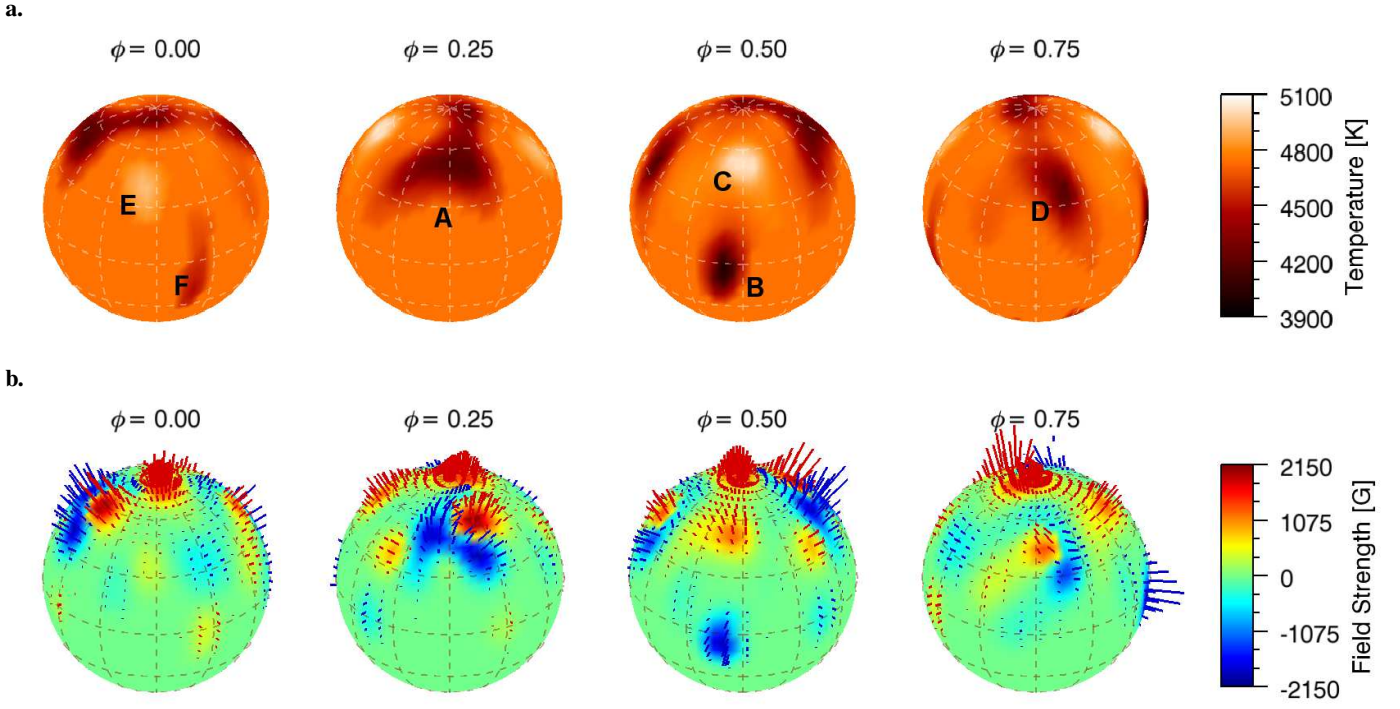 a.
ϕ= 0.00
ϕ= 0.25
ϕ= 0.50
ϕ= 0.75
E
F
A
C
B
D
5100
4800
4500
4200
3900
Temperature [K]
b.
ϕ= 0.00
ϕ= 0.25
ϕ= 0.50
ϕ= 0.75
2150
1075
0
-1075
-2150
Field Strength [G]